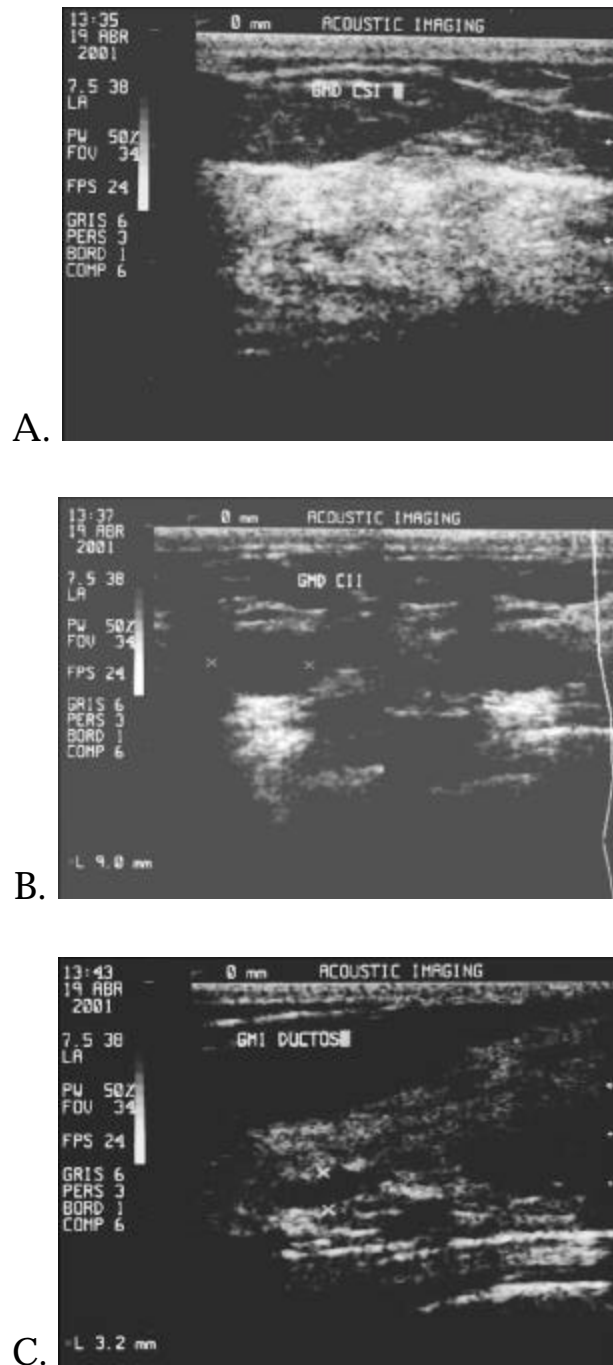 13:35 0 mm ACOUSTIC IMAGING
19 ABR
2001
GMD CSI
7.5 38
LA
PW 50%
FOV 34
FPS 24
GRIS 6
PERS 3
BORD 1
COMP 6
A.
13:37 0 mm ACOUSTIC IMAGING
19 ABR
2001
7.5 38 GMD CII
LA
PW 50%
FOV 34
FPS 24
GRIS 6
PERS 3
BORD 1
COMP 6
L 9.0 mm
B.
13:43 0 mm ACOUSTIC IMAGING
19 ABR
2001
7.5 38 GMI DUCTOS
LA
PW 50%
FOV 34
FPS 24
GRIS 6
PERS 3
BORD 1
COMP 6
L 3.2 mm
C.